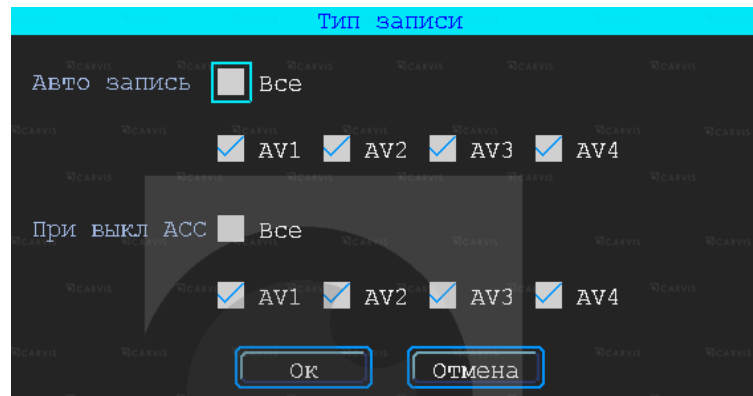 Тип записи
Авто запись Все
AV1 AV2 AV3 AV4
При выкл ACC Все
AV1 AV2 AV3 AV4
Ок Отмена
CARVIS